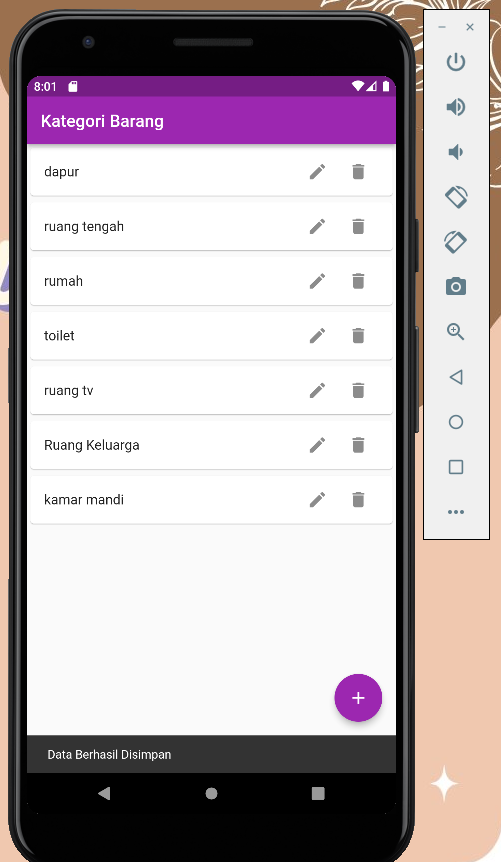 8:01
Kategori Barang
dapur
ruang tengah
rumah
toilet
ruang tv
Ruang Keluarga
kamar mandi
Data Berhasil Disimpan